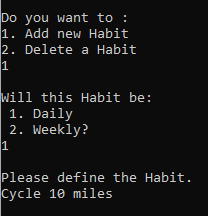 Do you want to :
1. Add new Habit
2. Delete a Habit
1
Will this Habit be:
1. Daily
2. Weekly?
1
Please define the Habit.
Cycle 10 miles